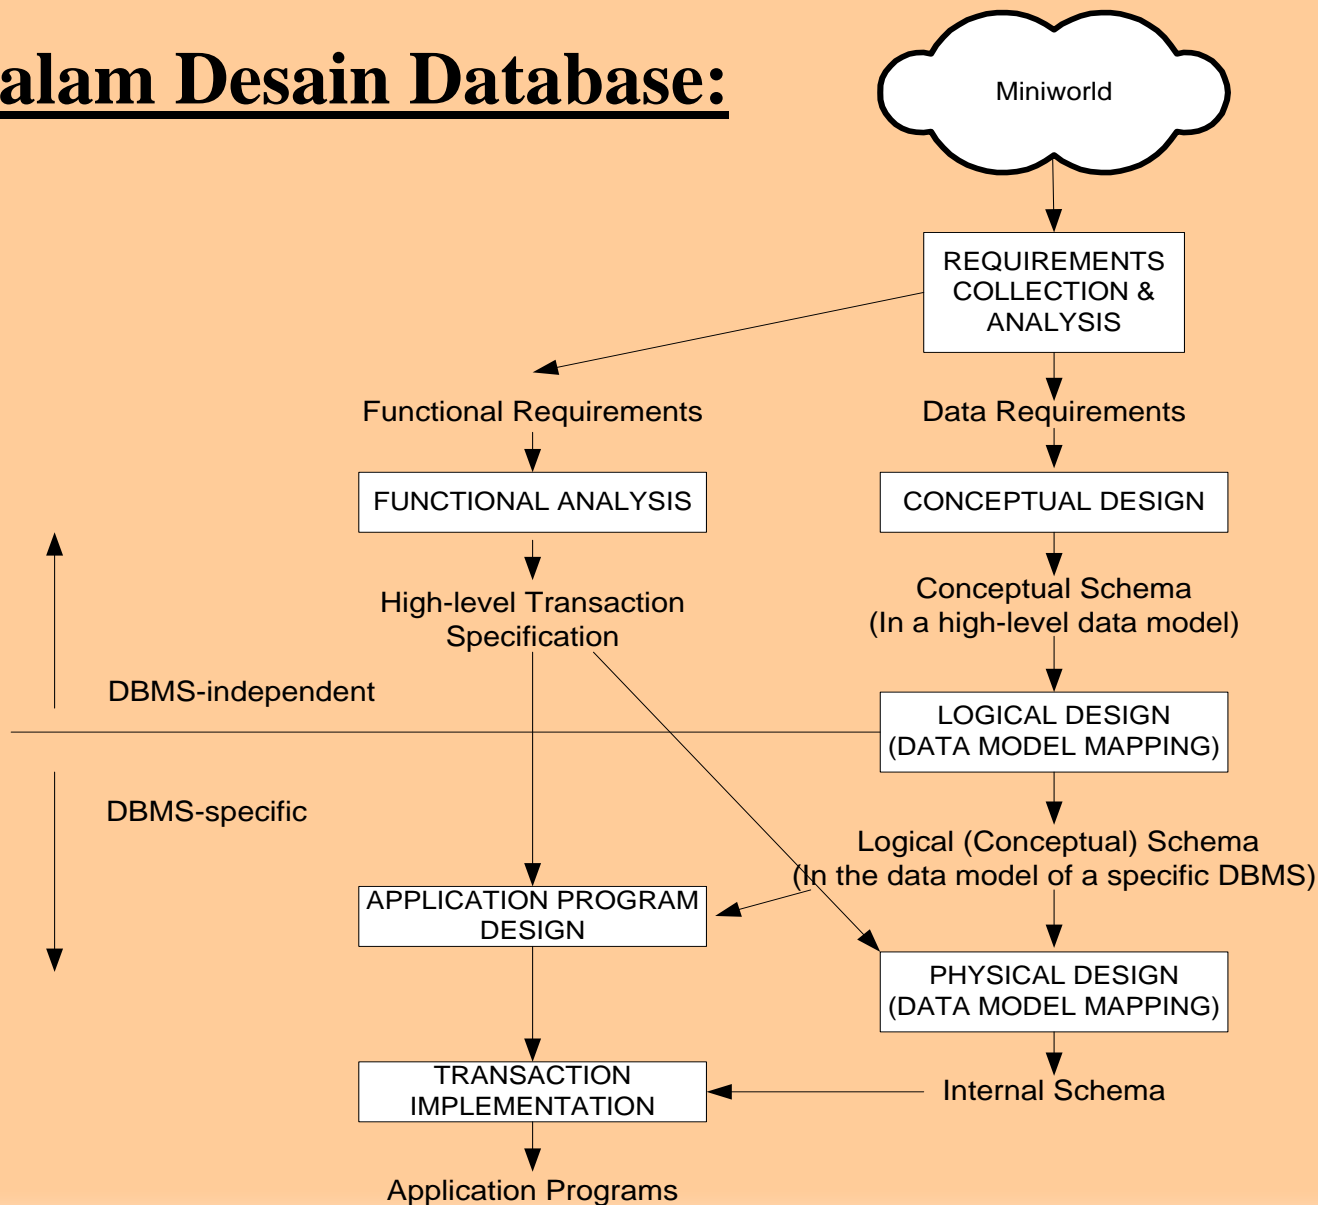 alam Desain Database:
Miniworld
REQUIREMENTS
COLLECTION &
ANALYSIS
Functional Requirements
Data Requirements
FUNCTIONAL ANALYSIS
CONCEPTUAL DESIGN
High-level Transaction
Specification
Conceptual Schema
(In a high-level data model)
DBMS-independent
LOGICAL DESIGN
(DATA MODEL MAPPING)
DBMS-specific
Logical (Conceptual) Schema
(In the data model of a specific DBMS)
APPLICATION PROGRAM
DESIGN
PHYSICAL DESIGN
(DATA MODEL MAPPING)
TRANSACTION
IMPLEMENTATION
Internal Schema
Application Programs